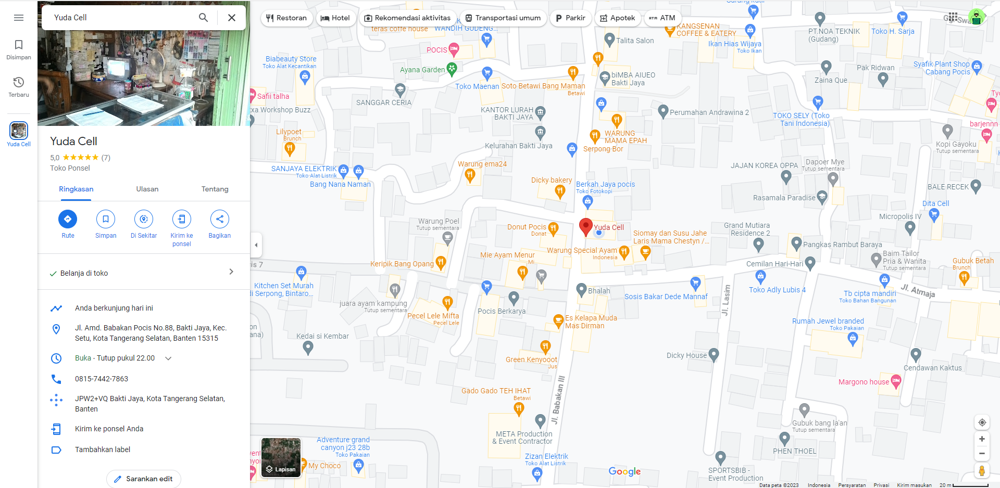 Yuda Cell
Disimpan
Terbaru
Yuda Cell
Yuda Cell
5,0
(7)
Toko Ponsel
Ringkasan
Ulasan
Tentang
Rute
Simpan
Di Sekitar
Kirim ke
ponsel
Bagikan
Belanja di toko
Anda berkunjung hari ini
Jl. Amd. Babakan Pocis No.88, Bakti Jaya, Kec.
Setu, Kota Tangerang Selatan, Banten 15315
Buka · Tutup pukul 22.00
0815-7442-7863
JPW2+VQ Bakti Jaya, Kota Tangerang Selatan,
Banten
Kirim ke ponsel Anda
Tambahkan label
Sarankan edit
Restoran
Hotel
Rekomendasi aktivitas
Transportasi umum
Parkir
Apotek
ATM
teras coffe house
WANDIH GUDENG...
KANGSENAN
COFFEE & EATERY
PT.NOA TEKNIK
(Gudang)
Toko H. Sarja
Talita Salon
Ikan Hias Wijaya
Toko Ikan
POCIS
Biabeauty Store
Toko Alat Kecantikan
Ayana Garden
Toko Maenan
Soto Betawi Bang Maman
Betawi
biMBA AIUEO
Bakti Jaya
Zaina Que
Pak Ridwan
Syafik Plant Shop
Cabang Pocis
Safii talha
xa Workshop Buzz
SANGGAR CERIA
KANTOR LURAH
BAKTI JAYA
Perumahan Andrawina 2
TOKO SELY (Toko
Tani Indonesia)
barjennn
Lilypoet
Brunch
Kelurahan Bakti Jaya
WARUNG
MAMA EPAH
Serpong Bor
Kopi Gayoku
Tutup sementara
SANJAYA ELEKTRIK
Toko Alat Listrik
Bang Nana Naman
Warung ema24
Dicky bakery
Berkah Jaya pocis
Toko Fotokopi
JAJAN KOREA OPPA
Dapoer Mye
Tutup sementara
BALE RECEK
Rasamala Paradise
Dita Cell
Micropolis IV
Warung Poel
Tutup sementara
Donut Pocis
Donat
Yuda Cell
Siomay dan Susu Jahe
Laris Mama Chestyn /...
Grand Mutiara
Residence 2
Pangkas Rambut Baraya
Warung Special Ayam
Indonesia
Mie Ayam Menur
Mi
Keripik Bang Opang
Cemilan Hari-Hari
Baim Tailor
Pria & Wanita
Tutup sementara
Gubuk Betah
Brunch
is 7
Kitchen Set Murah
di Serpong, Bintaro...
juara ayam kampung
Tutup sementara
Bhalah
Sosis Bakar Dede Mannaf
Jl. Lasim
Toko Adly Lubis 4
Tb cipta mandiri
Toko Bahan Bangunan
Jl. Atmaja
Pecel Lele Mifta
Pecel Lele
Pocis Berkarya
Es Kelapa Muda
Mas Dirman
Rumah Jewel branded
Toko Pakaian
Kedai si Kembar
Green Kenyooot
Jus
Dicky House
Cendawan Kaktus
Margono house
Gado Gado TEH IHAT
Betawi
Jl. Babakan III
META Production
& Event Contractor
Gubuk bang la'an
Tutup sementara
PHEN THOEL
Adventure grand
canyon j23 28b
Toko Pakaian
My Choco
Zizan Elektrik
Toko Alat Listrik
SPORTSBIB -
Event Production
Lapisan
Google
Data peta ©2023
Indonesia
Persyaratan
Privasi
Kirim masukan
20 m